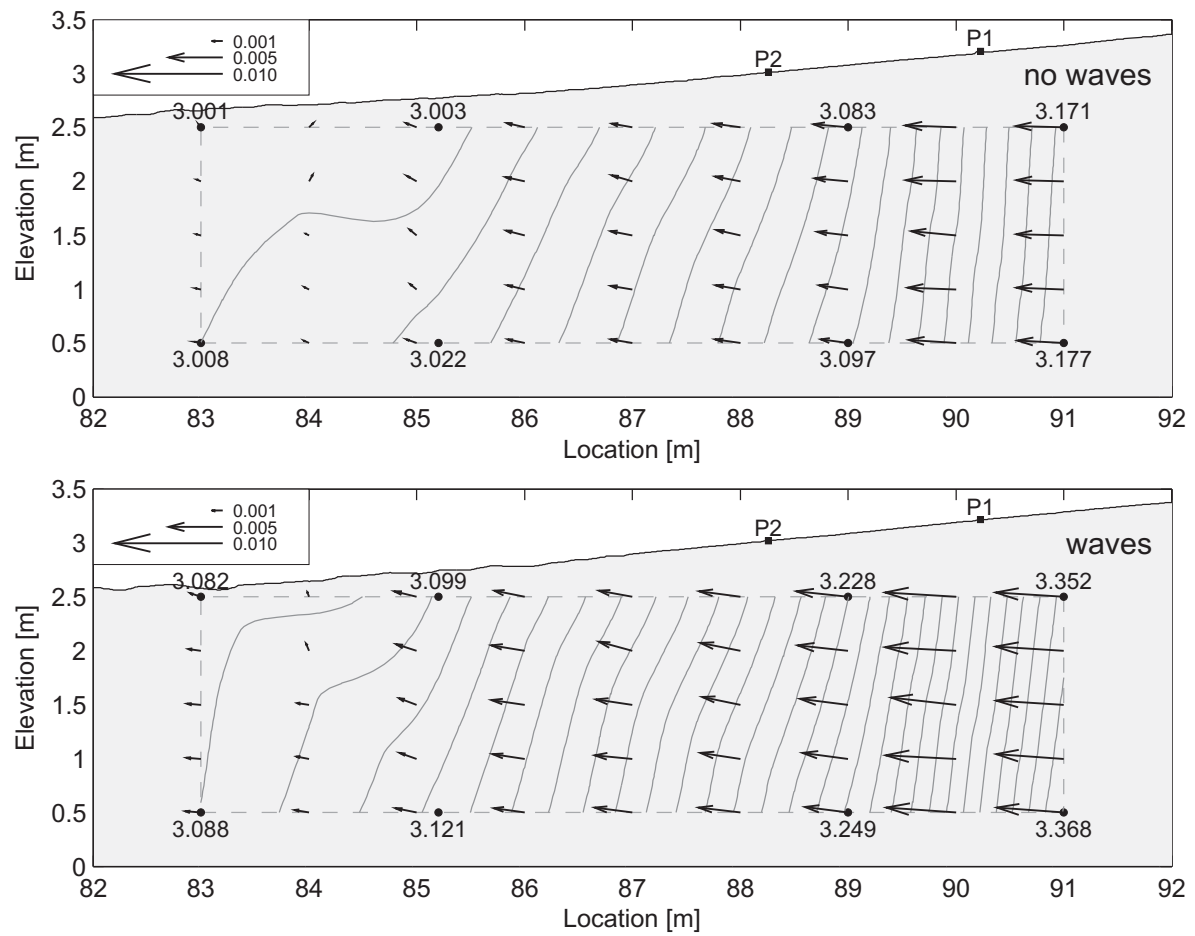 3.5
3
2.5
2
1.5
1
0.5
0
Elevation [m]
0.001
0.005
0.010
P1
P2
no waves
3.001 3.003 3.083 3.171
3.008 3.022 3.097 3.177
82 83 84 85 86 87 88 89 90 91 92
Location [m]
3.5
3
2.5
2
1.5
1
0.5
0
Elevation [m]
0.001
0.005
0.010
P1
P2
waves
3.082 3.099 3.228 3.352
3.088 3.121 3.249 3.368
82 83 84 85 86 87 88 89 90 91 92
Location [m]